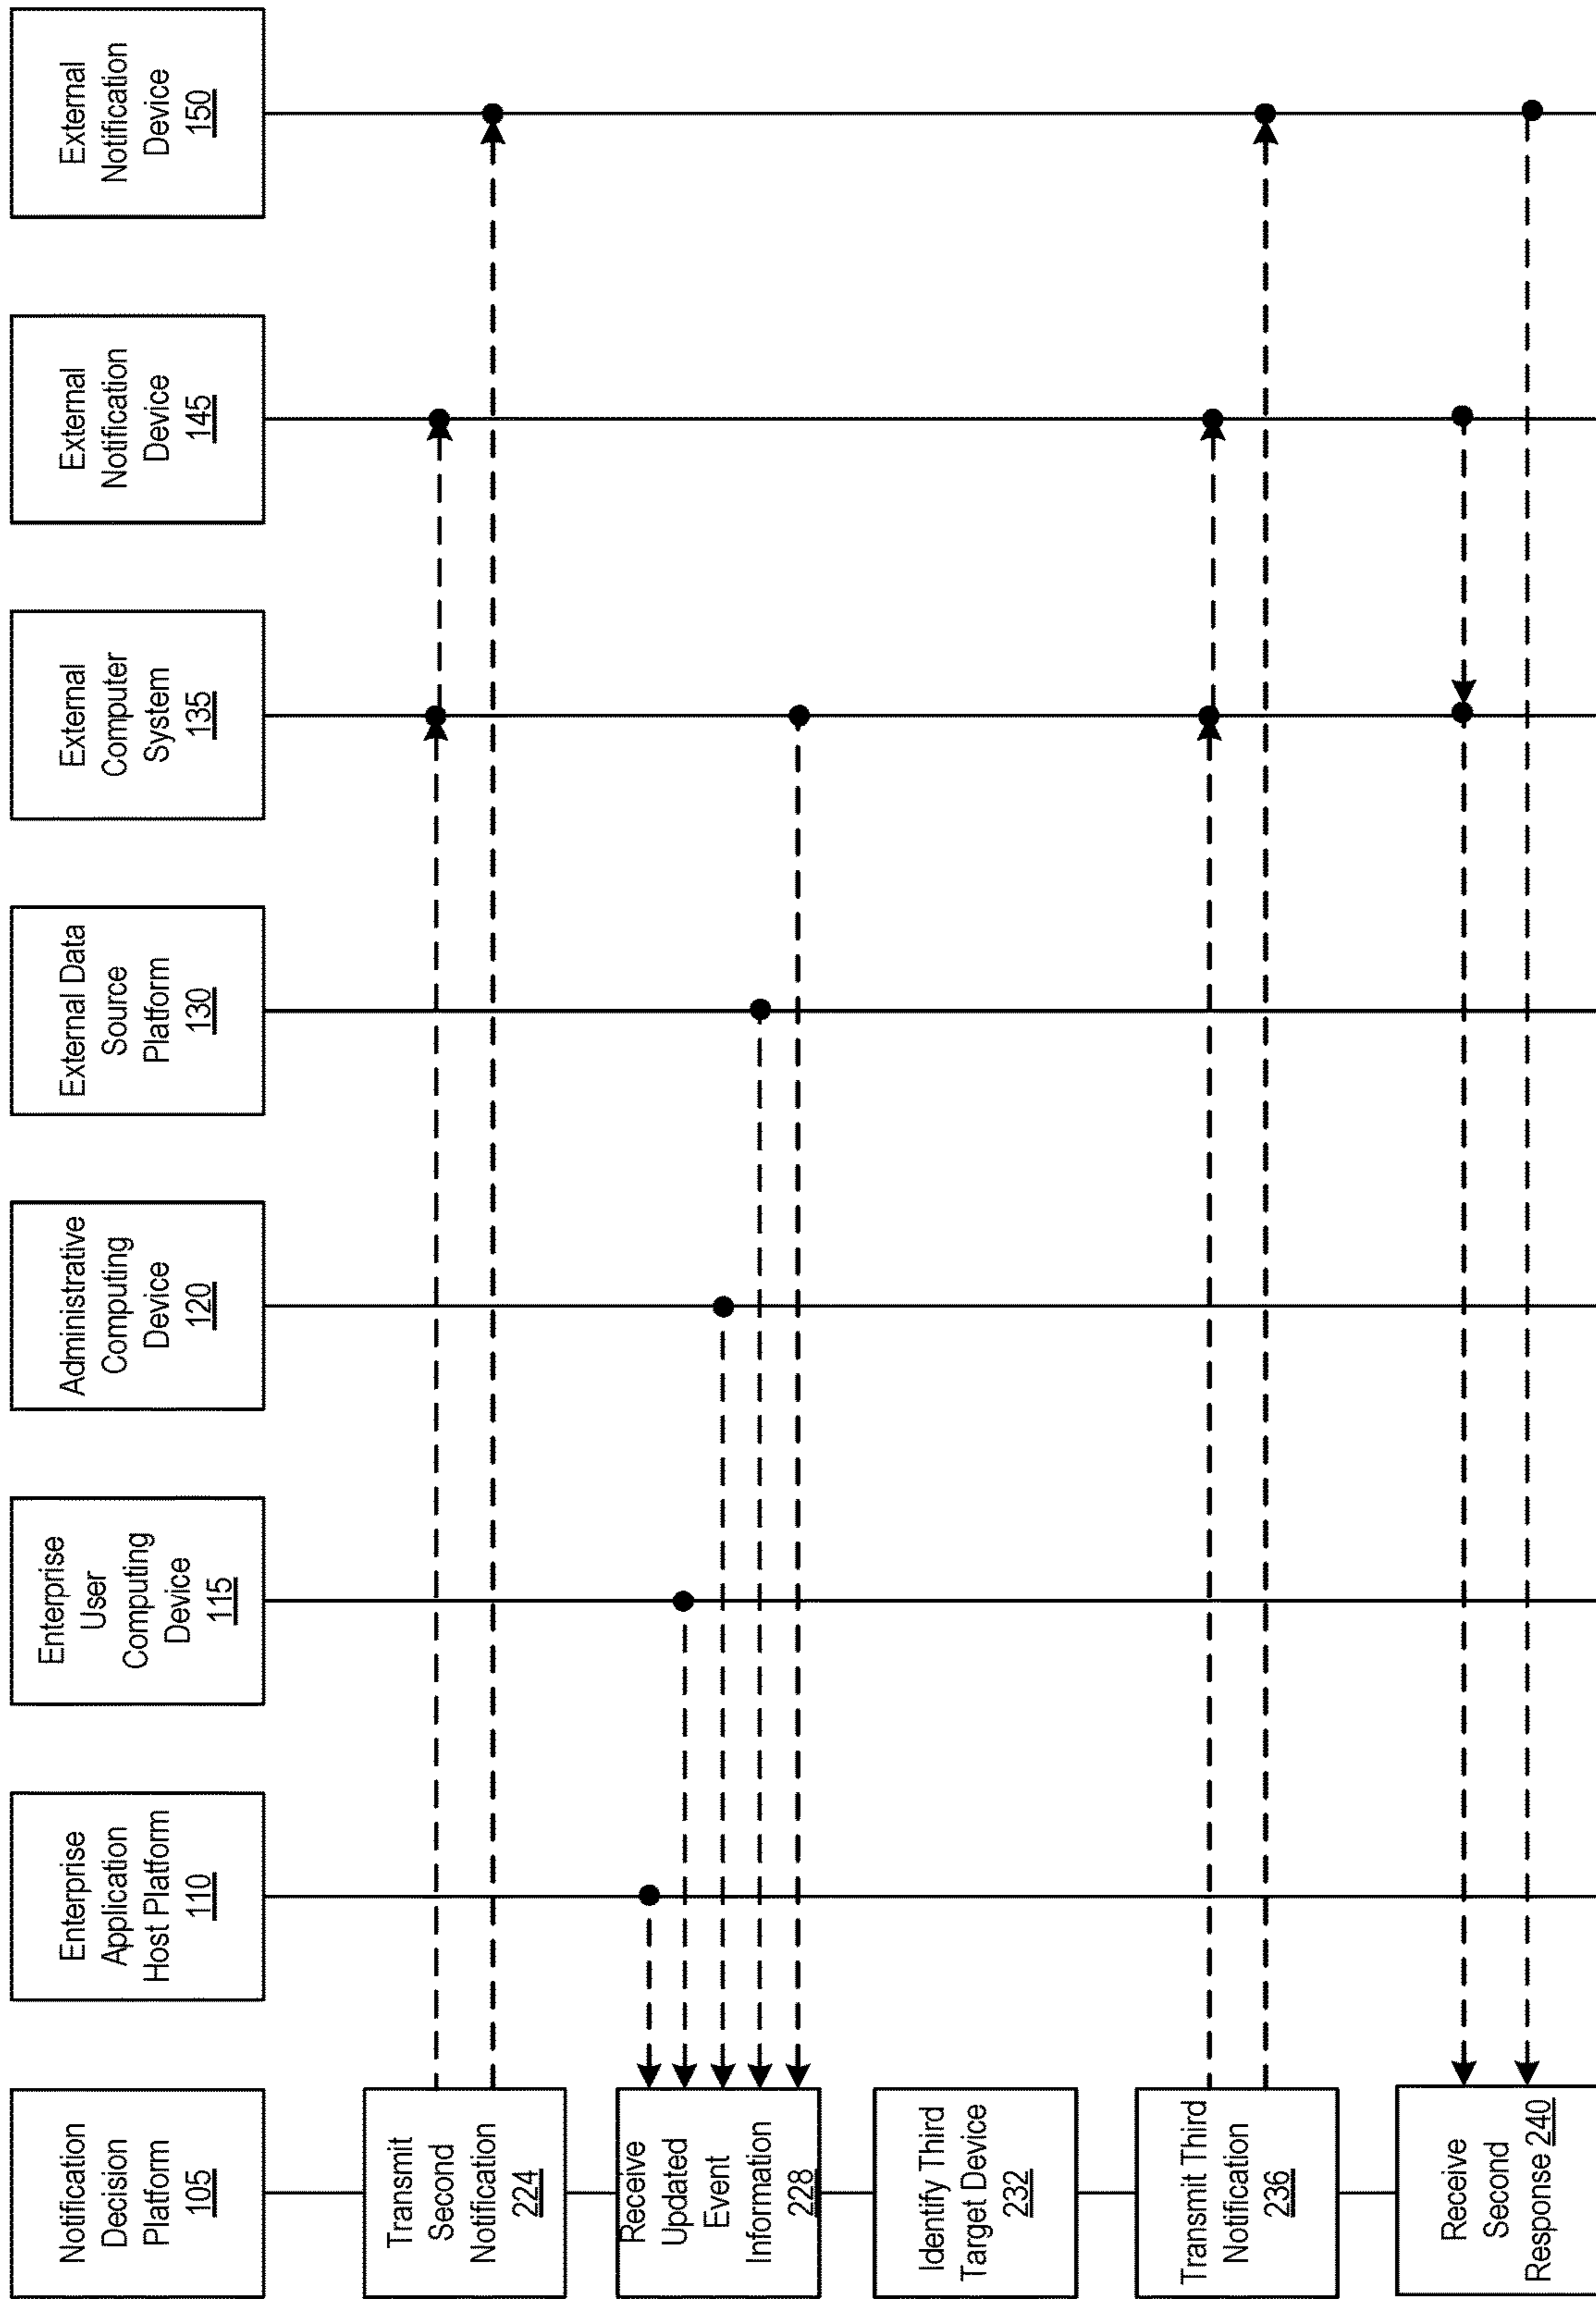 Notification
Decision
Platform
105
Enterprise
Application
Host Platform
110
Enterprise
User
Computing
Device
115
Administrative
Computing
Device
120
External Data
Source
Platform
130
External
Computer
System
135
External
Notification
Device
145
External
Notification
Device
150
Transmit
Second
Notification
224
Receive
Updated
Event
Information
228
Identify Third
Target Device
232
Transmit Third
Notification
236
Receive
Second
Response 240